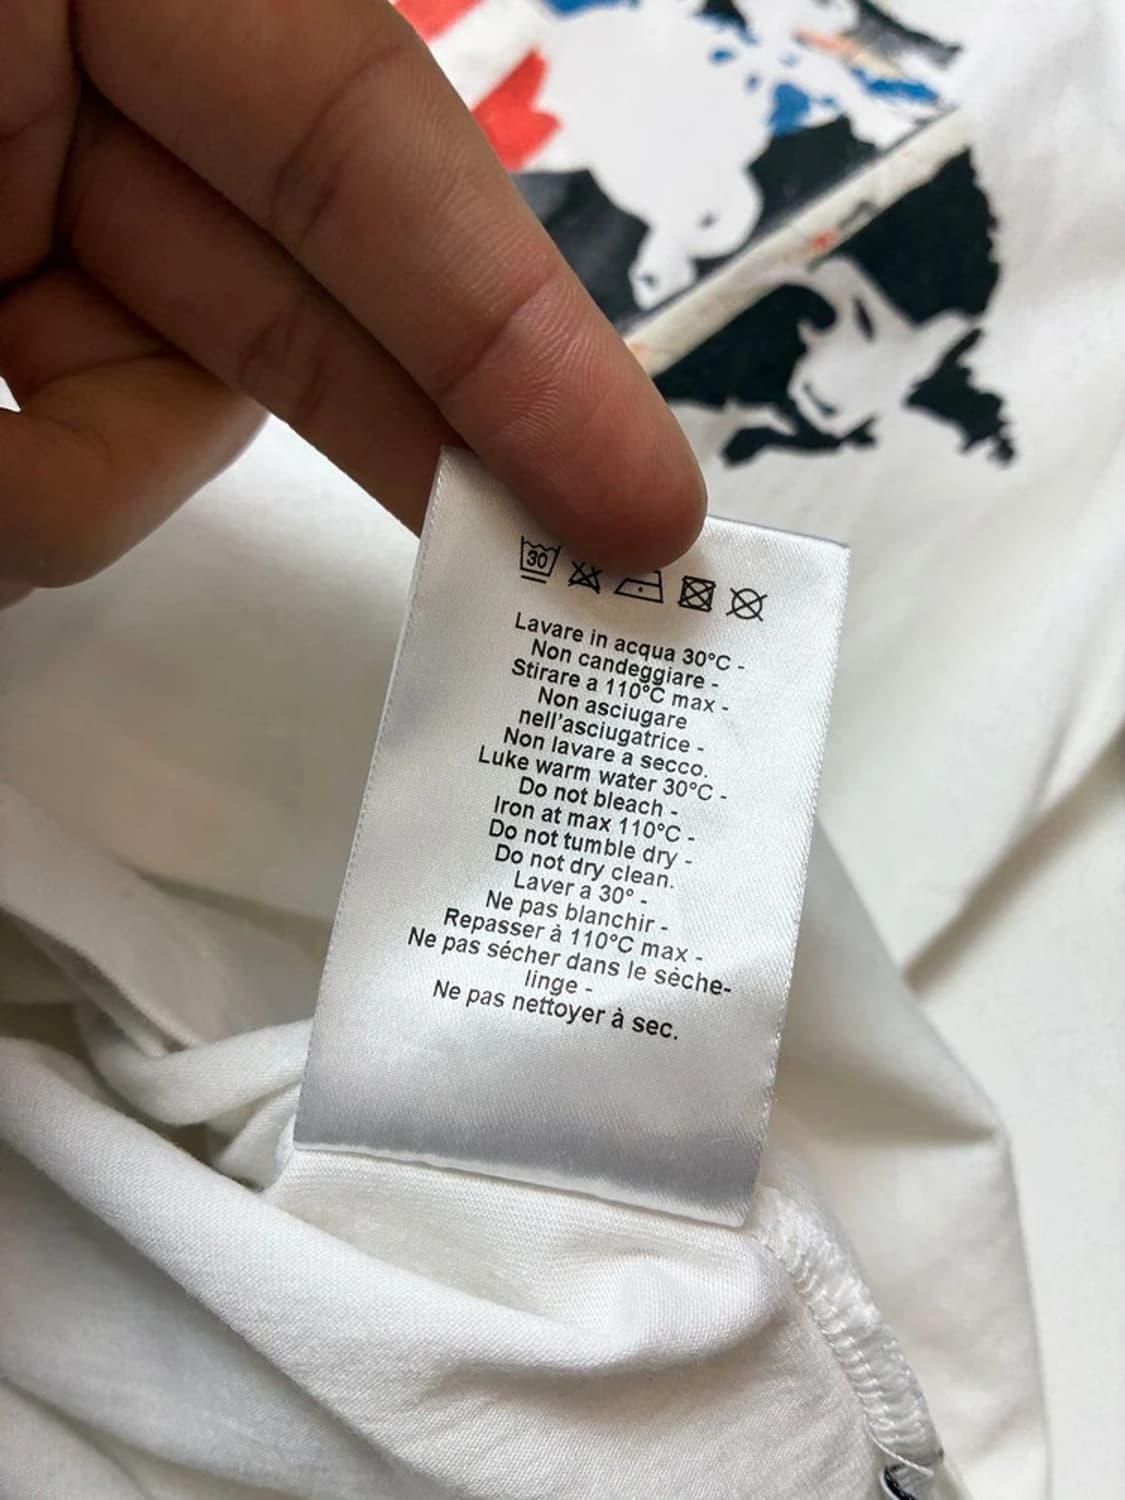 30
Lavare in acqua 30°C -
Non candeggiare -
Stirare a 110°C max -
Non asciugare
nell'asciugatrice -
Non lavare a secco.
Luke warm water 30°C -
Do not bleach -
Iron at max 110°C -
Do not tumble dry -
Do not dry clean.
Laver a 30° -
Ne pas blanchir -
Repasser à 110°C max -
Ne pas sécher dans le sèche-
linge -
Ne pas nettoyer à sec.